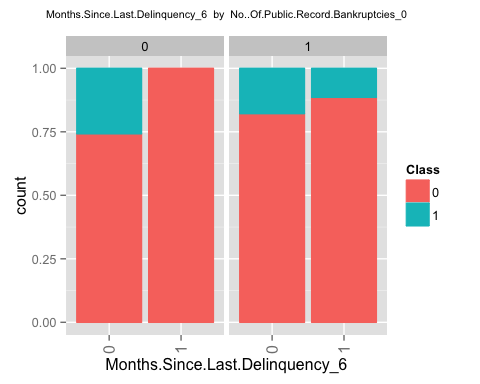 Months.Since.Last.Delinquency_6 by No..Of.Public.Record.Bankruptcies_0
0 1
1.00
0.75
0.50
0.25
0.00
count
0 1 0 1
Months.Since.Last.Delinquency_6
Class
0
1